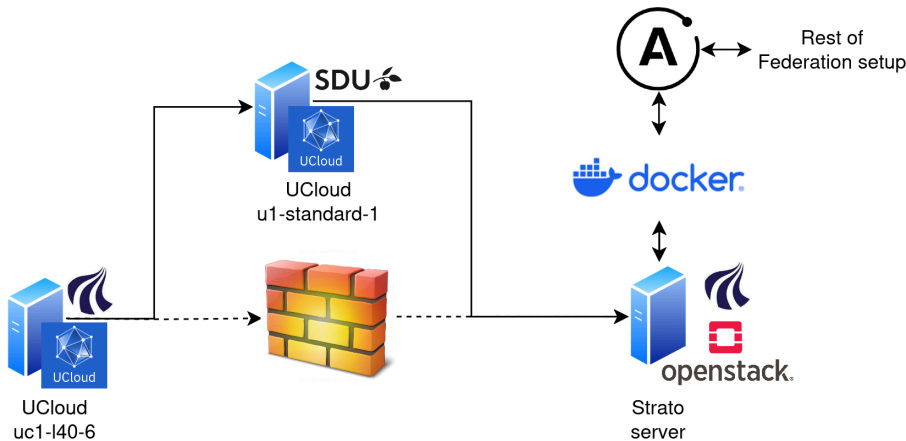 A
Rest of
Federation setup
SDU
UCloud
UCloud
u1-standard-1
docker.
UCloud
UCloud
uc1-l40-6
openstack.
Strato
server